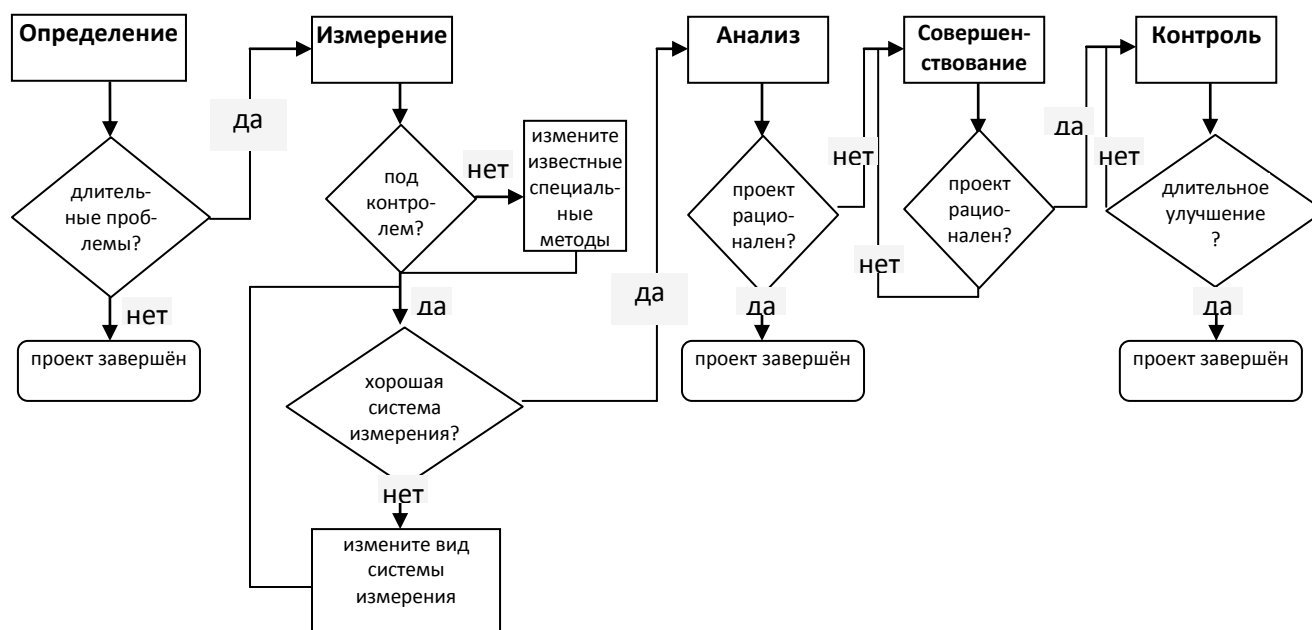 Определение
Измерение
Анализ
Совершен-
ствование
Контроль
да
длитель-
ные проб-
лемы?
нет
проект завершён
под
контро-
лем?
нет
измените
известные
специаль-
ные
методы
да
хорошая
система
измерения?
да
нет
измените вид
системы
измерения
проект
рацио-
нален?
нет
да
проект завершён
проект
рацио-
нален?
нет
да
длительное
улучшение
?
нет
да
проект завершён